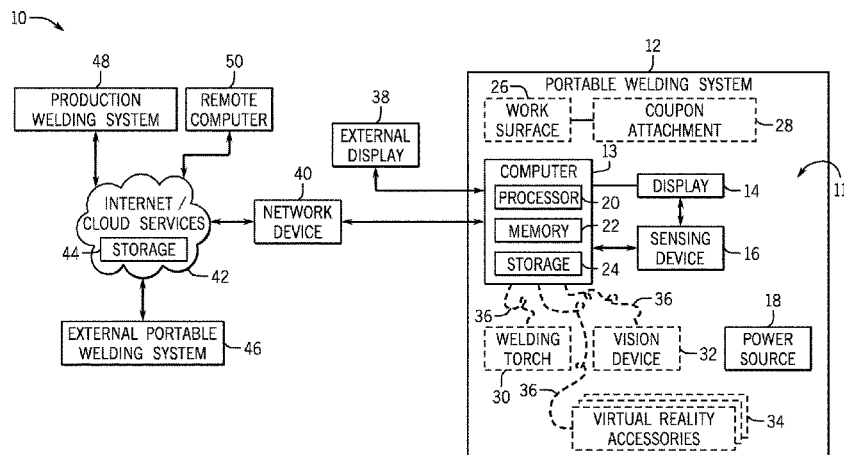 10
48
PRODUCTION
WELDING SYSTEM
50
REMOTE
COMPUTER
INTERNET /
CLOUD SERVICES
44
STORAGE
42
EXTERNAL PORTABLE
WELDING SYSTEM
46
40
NETWORK
DEVICE
38
EXTERNAL
DISPLAY
12
PORTABLE WELDING SYSTEM
26
WORK
SURFACE
COUPON
ATTACHMENT
28
COMPUTER
13
PROCESSOR
20
MEMORY
22
STORAGE
24
DISPLAY
14
SENSING
DEVICE
16
11
36
36
WELDING
TORCH
30
VISION
DEVICE
32
18
POWER
SOURCE
36
VIRTUAL REALITY
ACCESSORIES
34